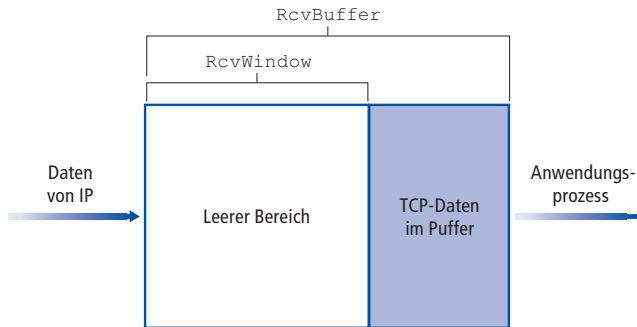 RcvBuffer
RcvWindow
Daten
von IP
Leerer Bereich
TCP-Daten
im Puffer
Anwendungs-
prozess